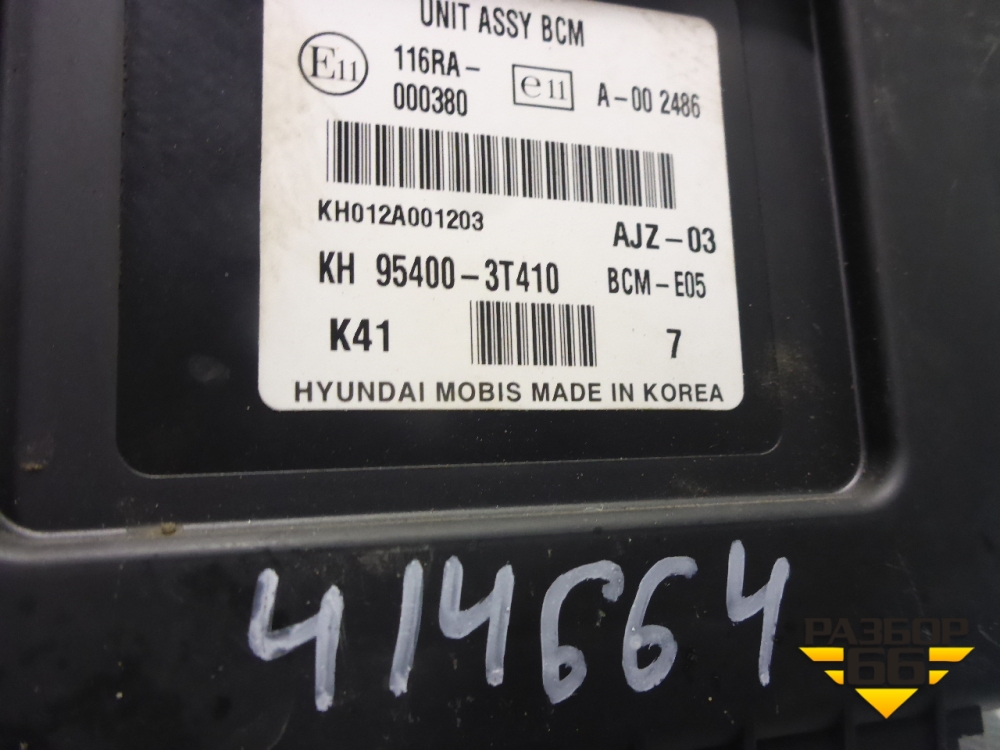 UNIT ASSY BCM
E11 116RA-
000380
e11 A-00 2486
KH012A001203
AJZ-03
KH 95400-3T410 BCM-E05
K41 7
HYUNDAI MOBIS MADE IN KOREA
414664
РАЗБОР
66